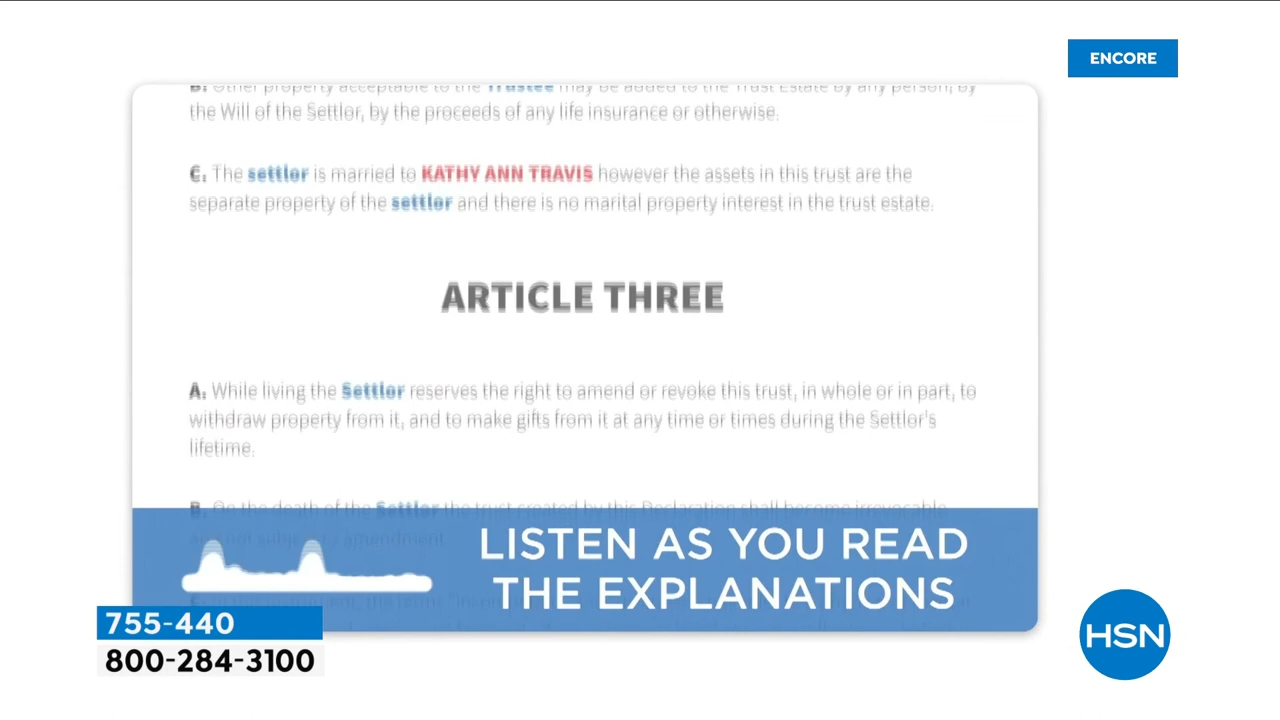 ENCORE
B. Other property acceptable to the Trustee may be added to the Trust Estate by any person, by
the Will of the Settlor, by the proceeds of any life insurance or otherwise.
C. The settlor is married to KATHY ANN TRAVIS however the assets in this trust are the
separate property of the settlor and there is no marital property interest in the trust estate.
ARTICLE THREE
A. While living the Settlor reserves the right to amend or revoke this trust, in whole or in part, to
withdraw property from it, and to make gifts from it at any time or times during the Settlor's
lifetime.
B. On the death of the Settlor the trust created by this Declaration shall become irrevocable
and not subject amendment.
LISTEN AS YOU READ
THE EXPLANATIONS
755-440
800-284-3100
HSN